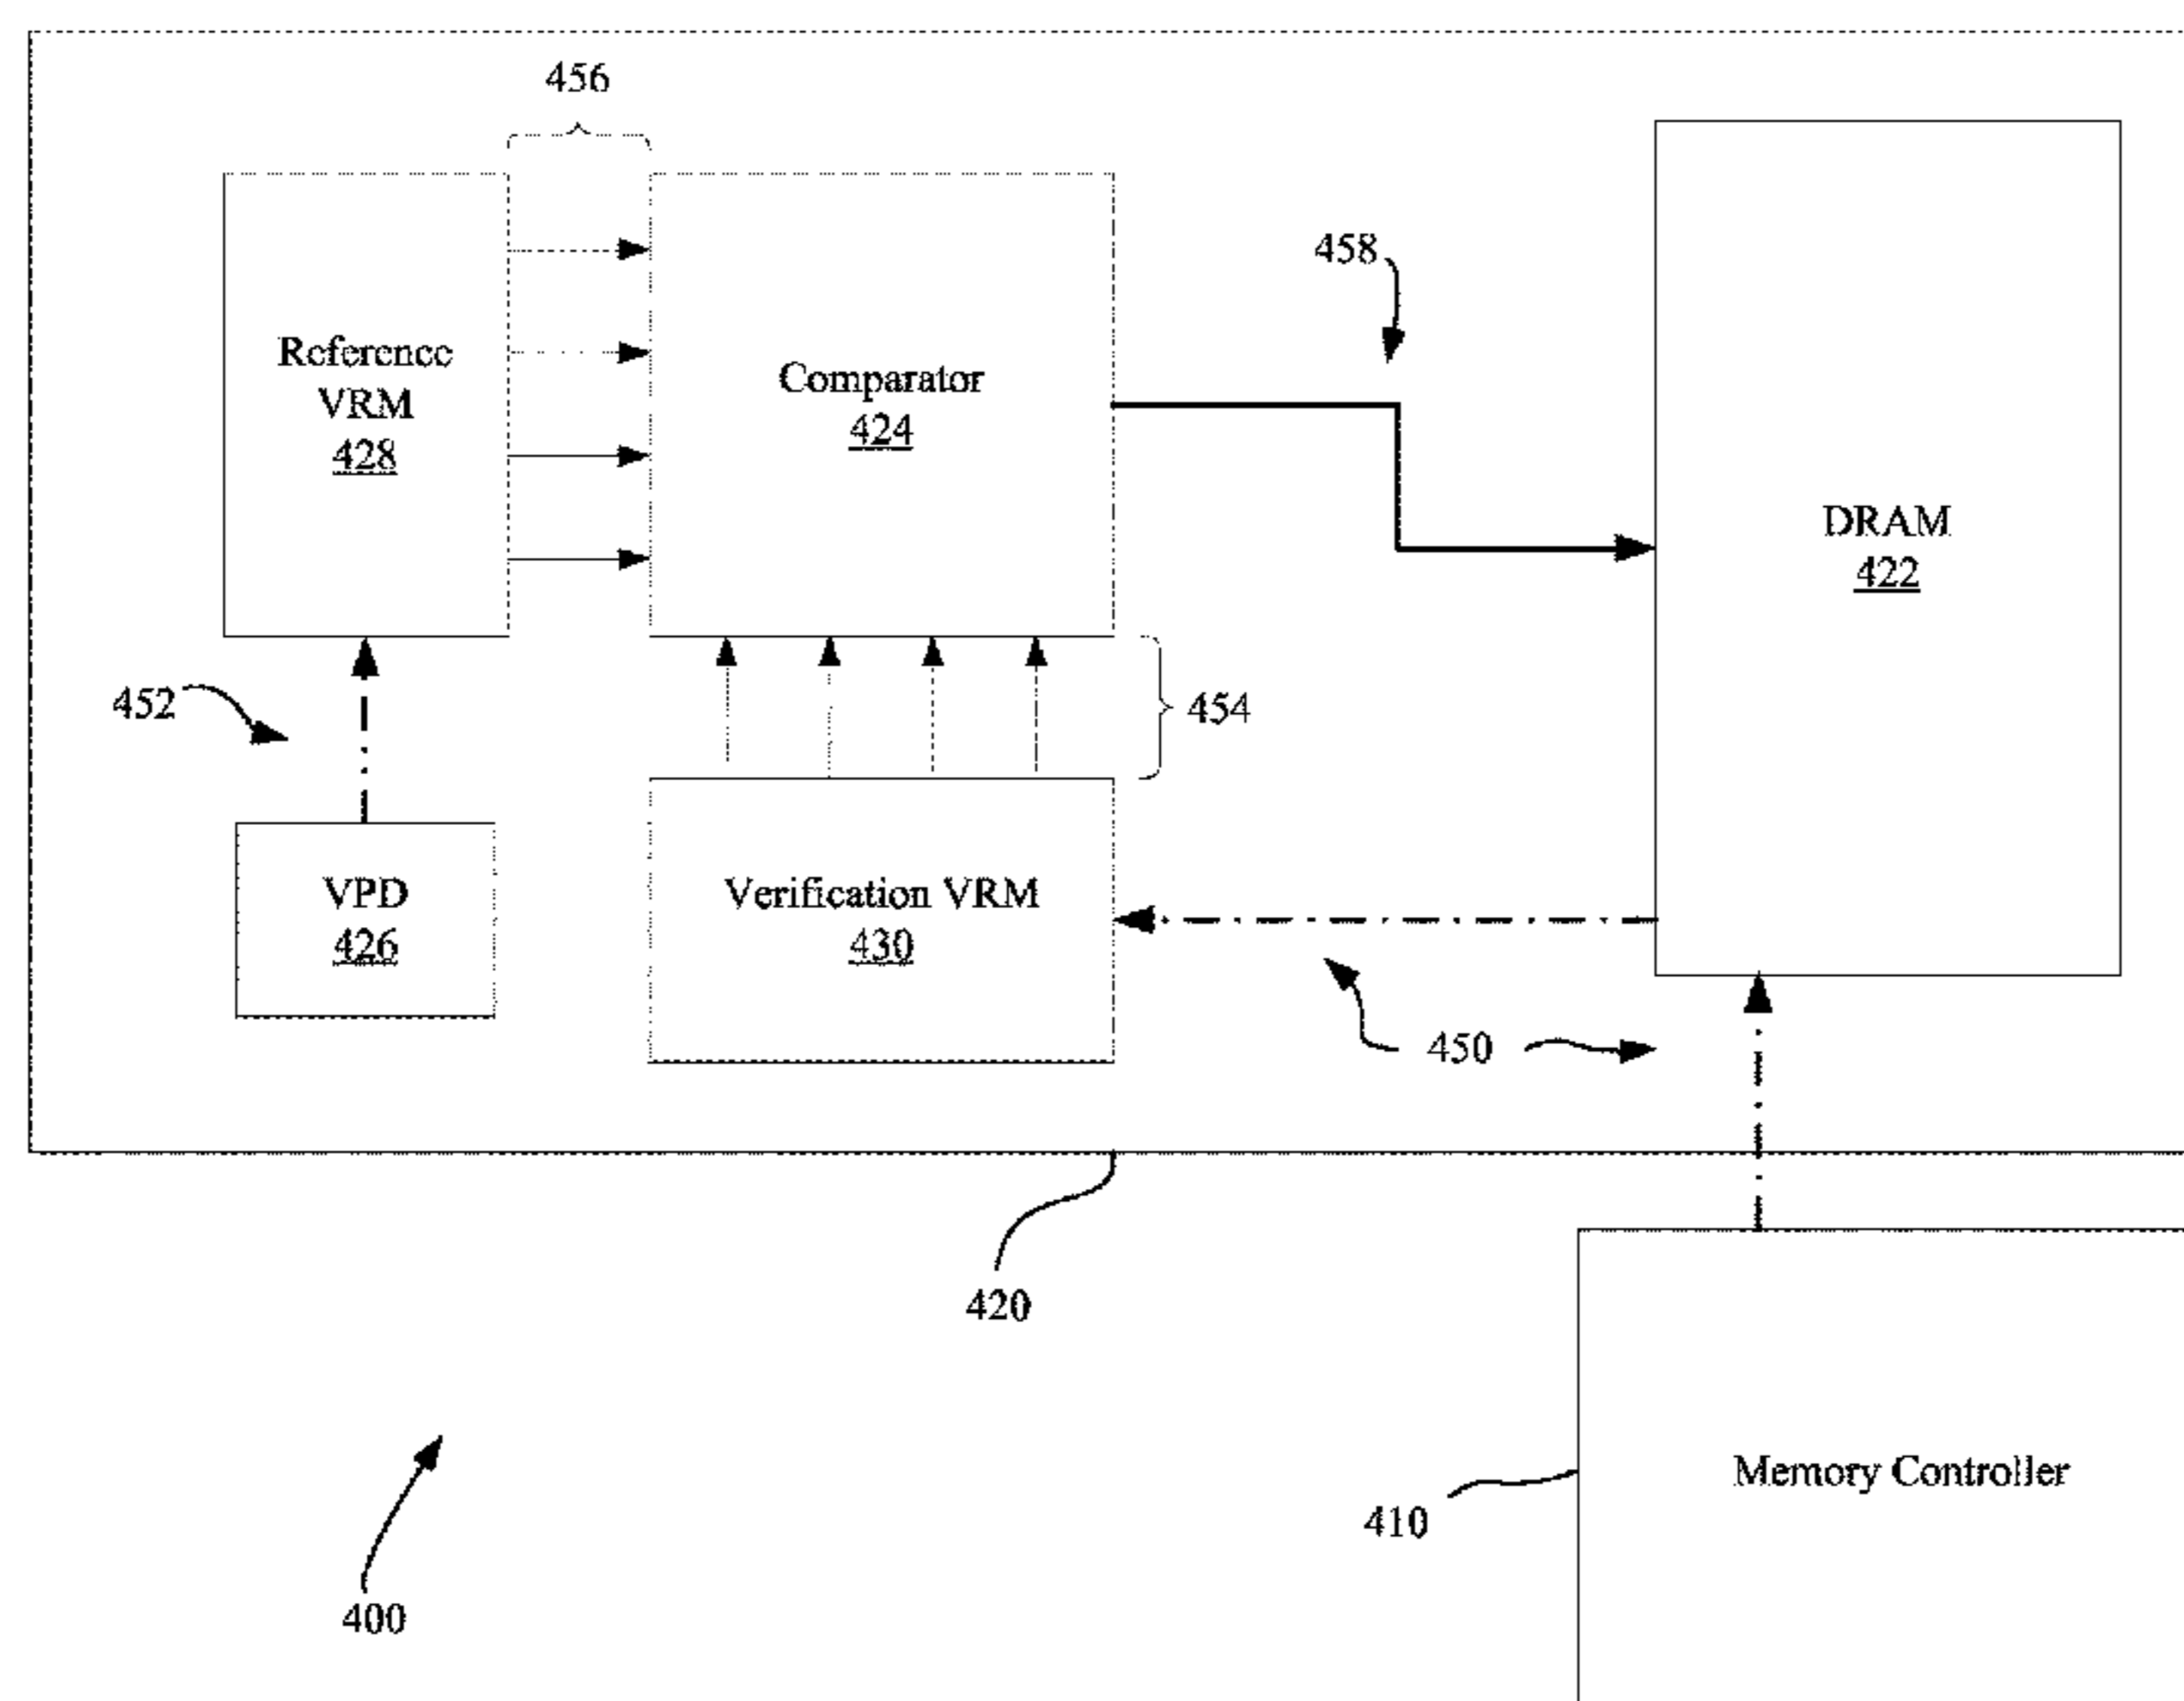 456
458
Reference
VRM
428
Comparator
424
DRAM
422
452
454
VPD
426
Verification VRM
430
450
420
Memory Controller
410
400